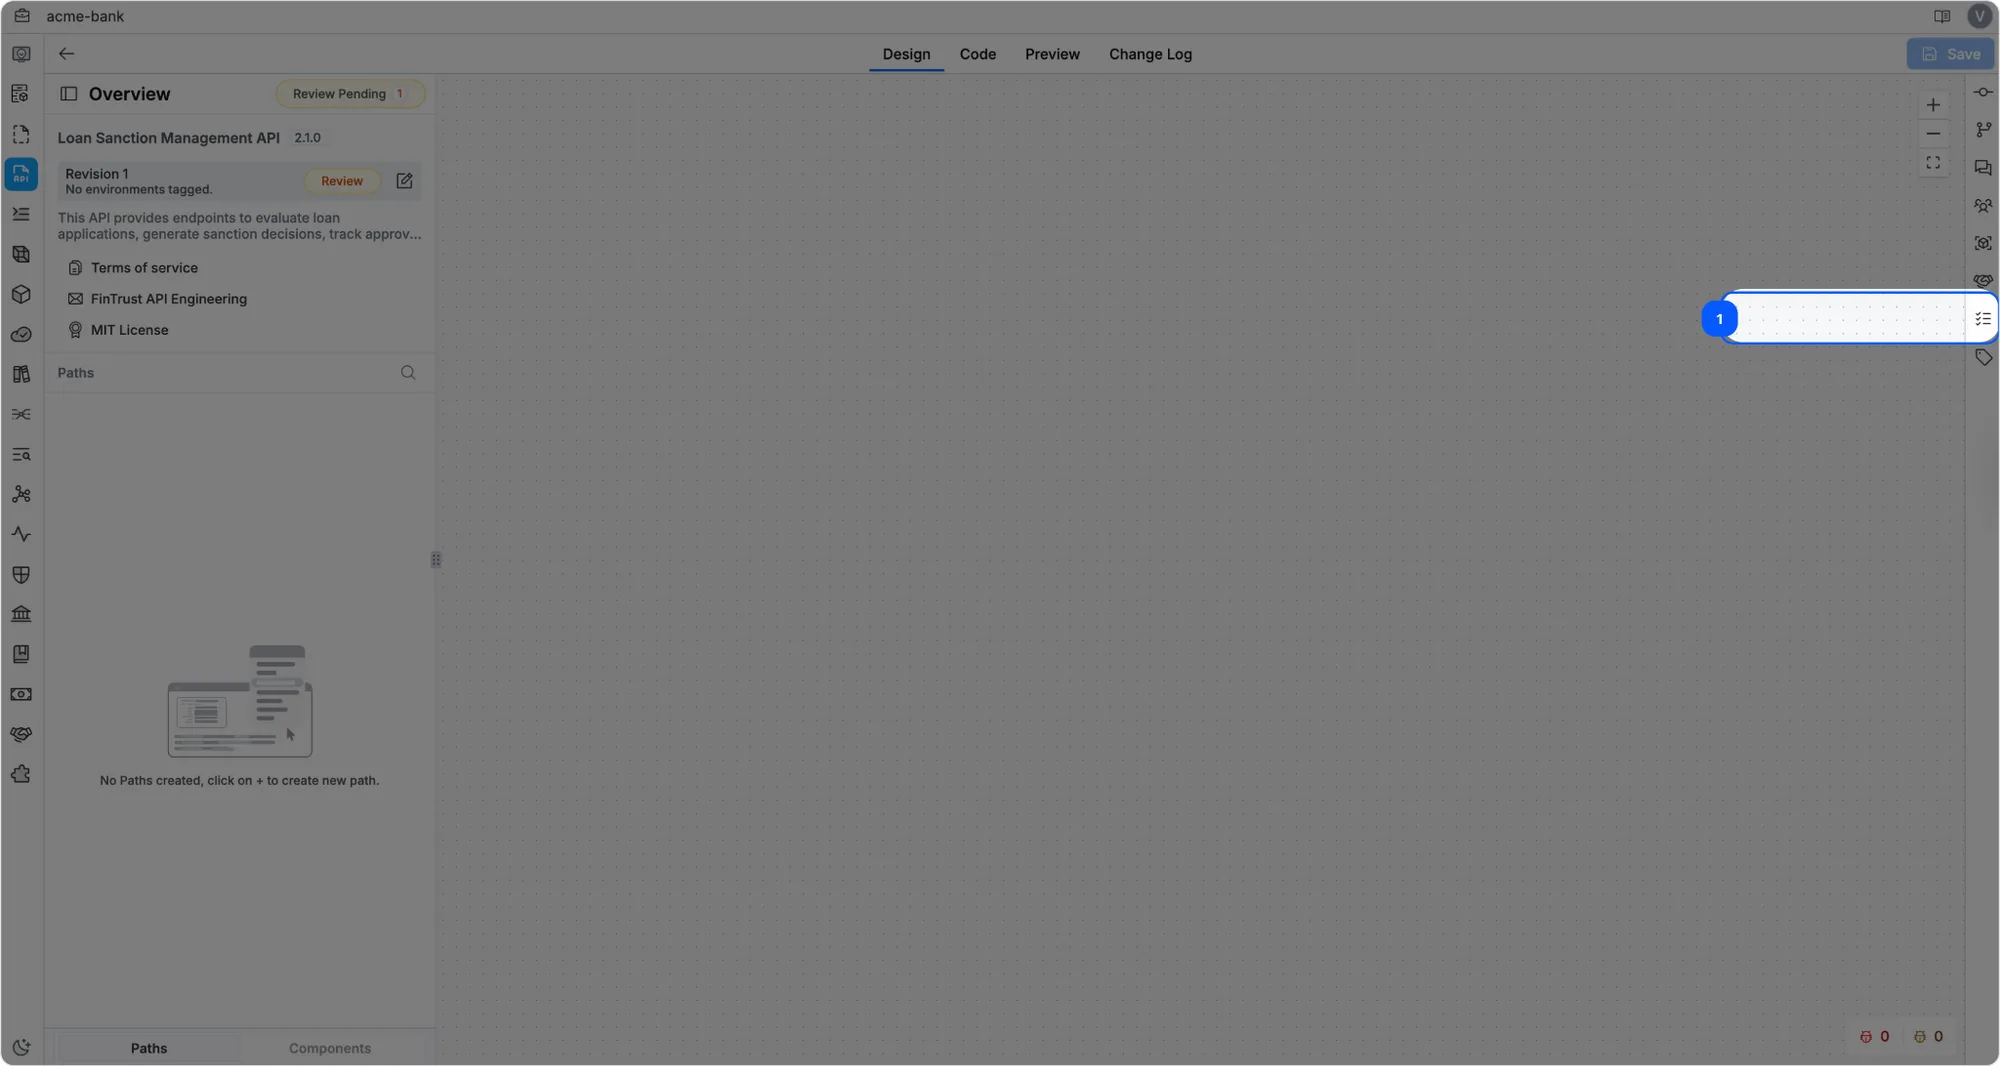 acme-bank
V
Design
Code
Preview
Change Log
Save
Overview
Review Pending 1
Loan Sanction Management API 2.1.0
Revision 1
No environments tagged.
Review
This API provides endpoints to evaluate loan
applications, generate sanction decisions, track approv...
Terms of service
FinTrust API Engineering
MIT License
1
Paths
API
No Paths created, click on + to create new path.
Paths
Components
0
0